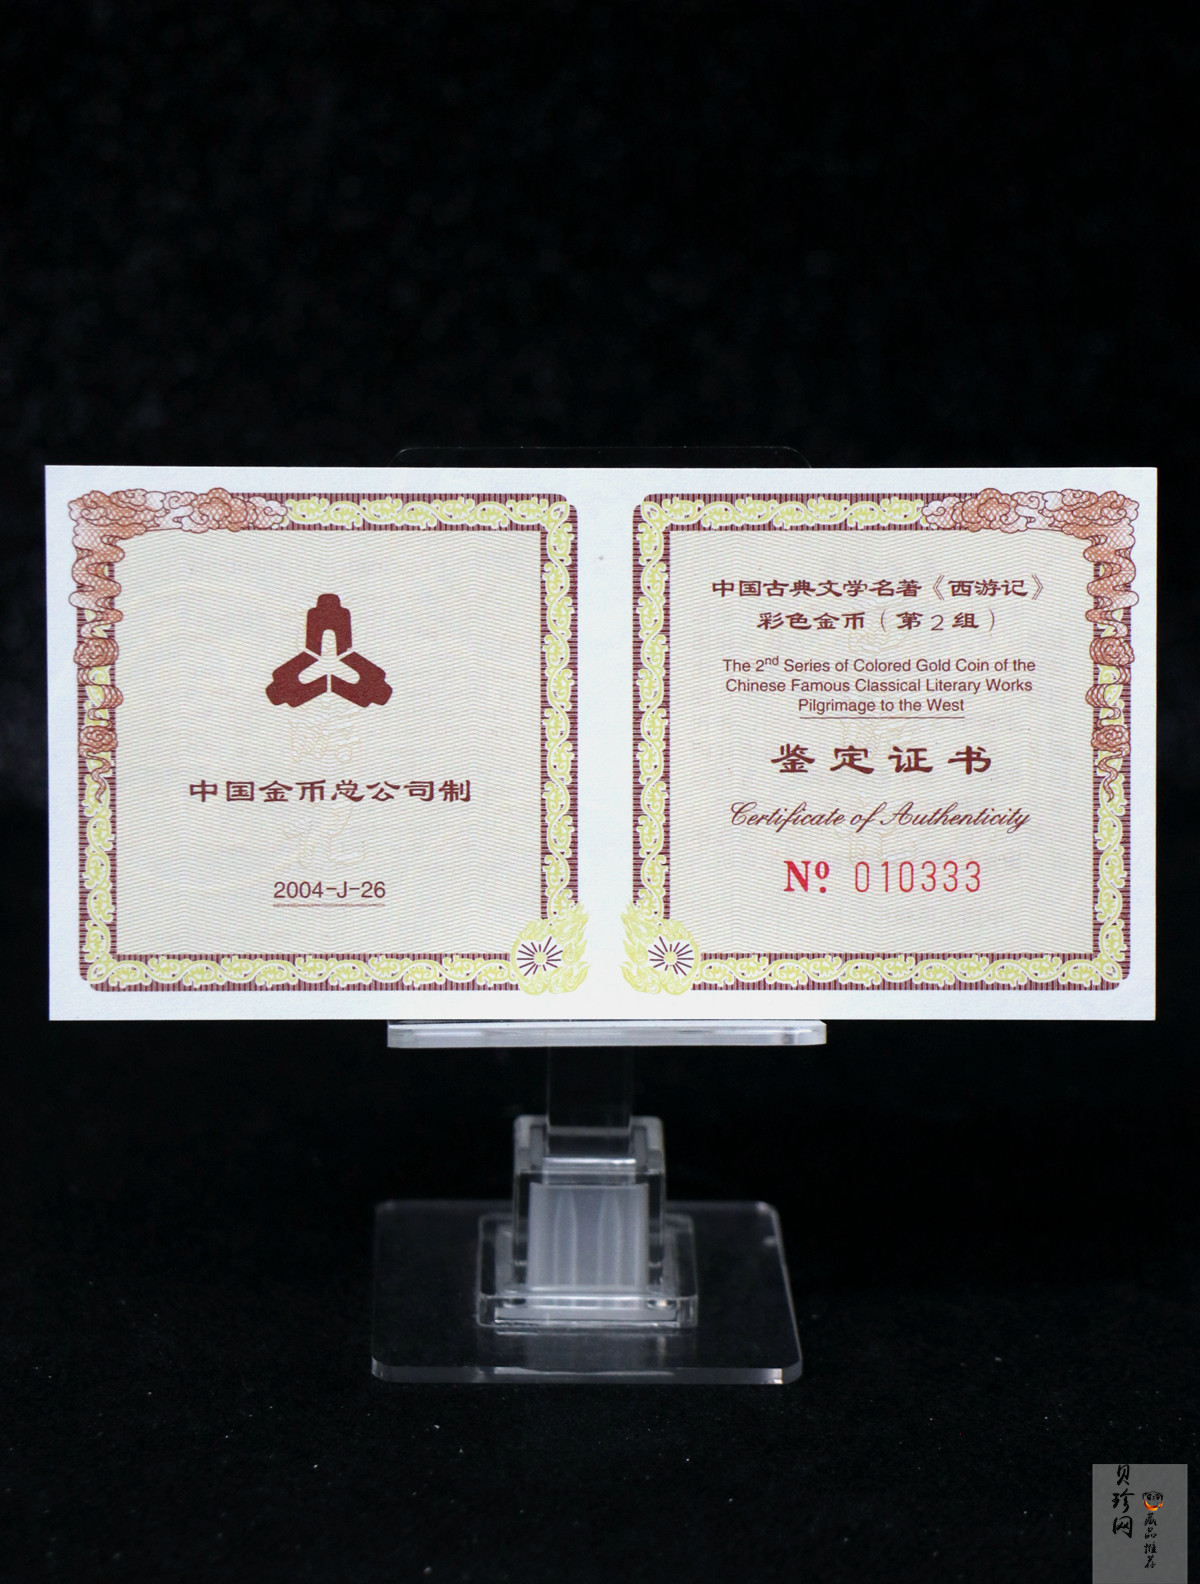 中国金币总公司制
2004-J-26
中国古典文学名著《西游记》
彩色金币（第2组）
The 2nd Series of Colored Gold Coin of the
Chinese Famous Classical Literary Works
Pilgrimage to the West
鉴定证书
Certificate of Authenticity
Nº 010333
贝珍网
藏品推荐